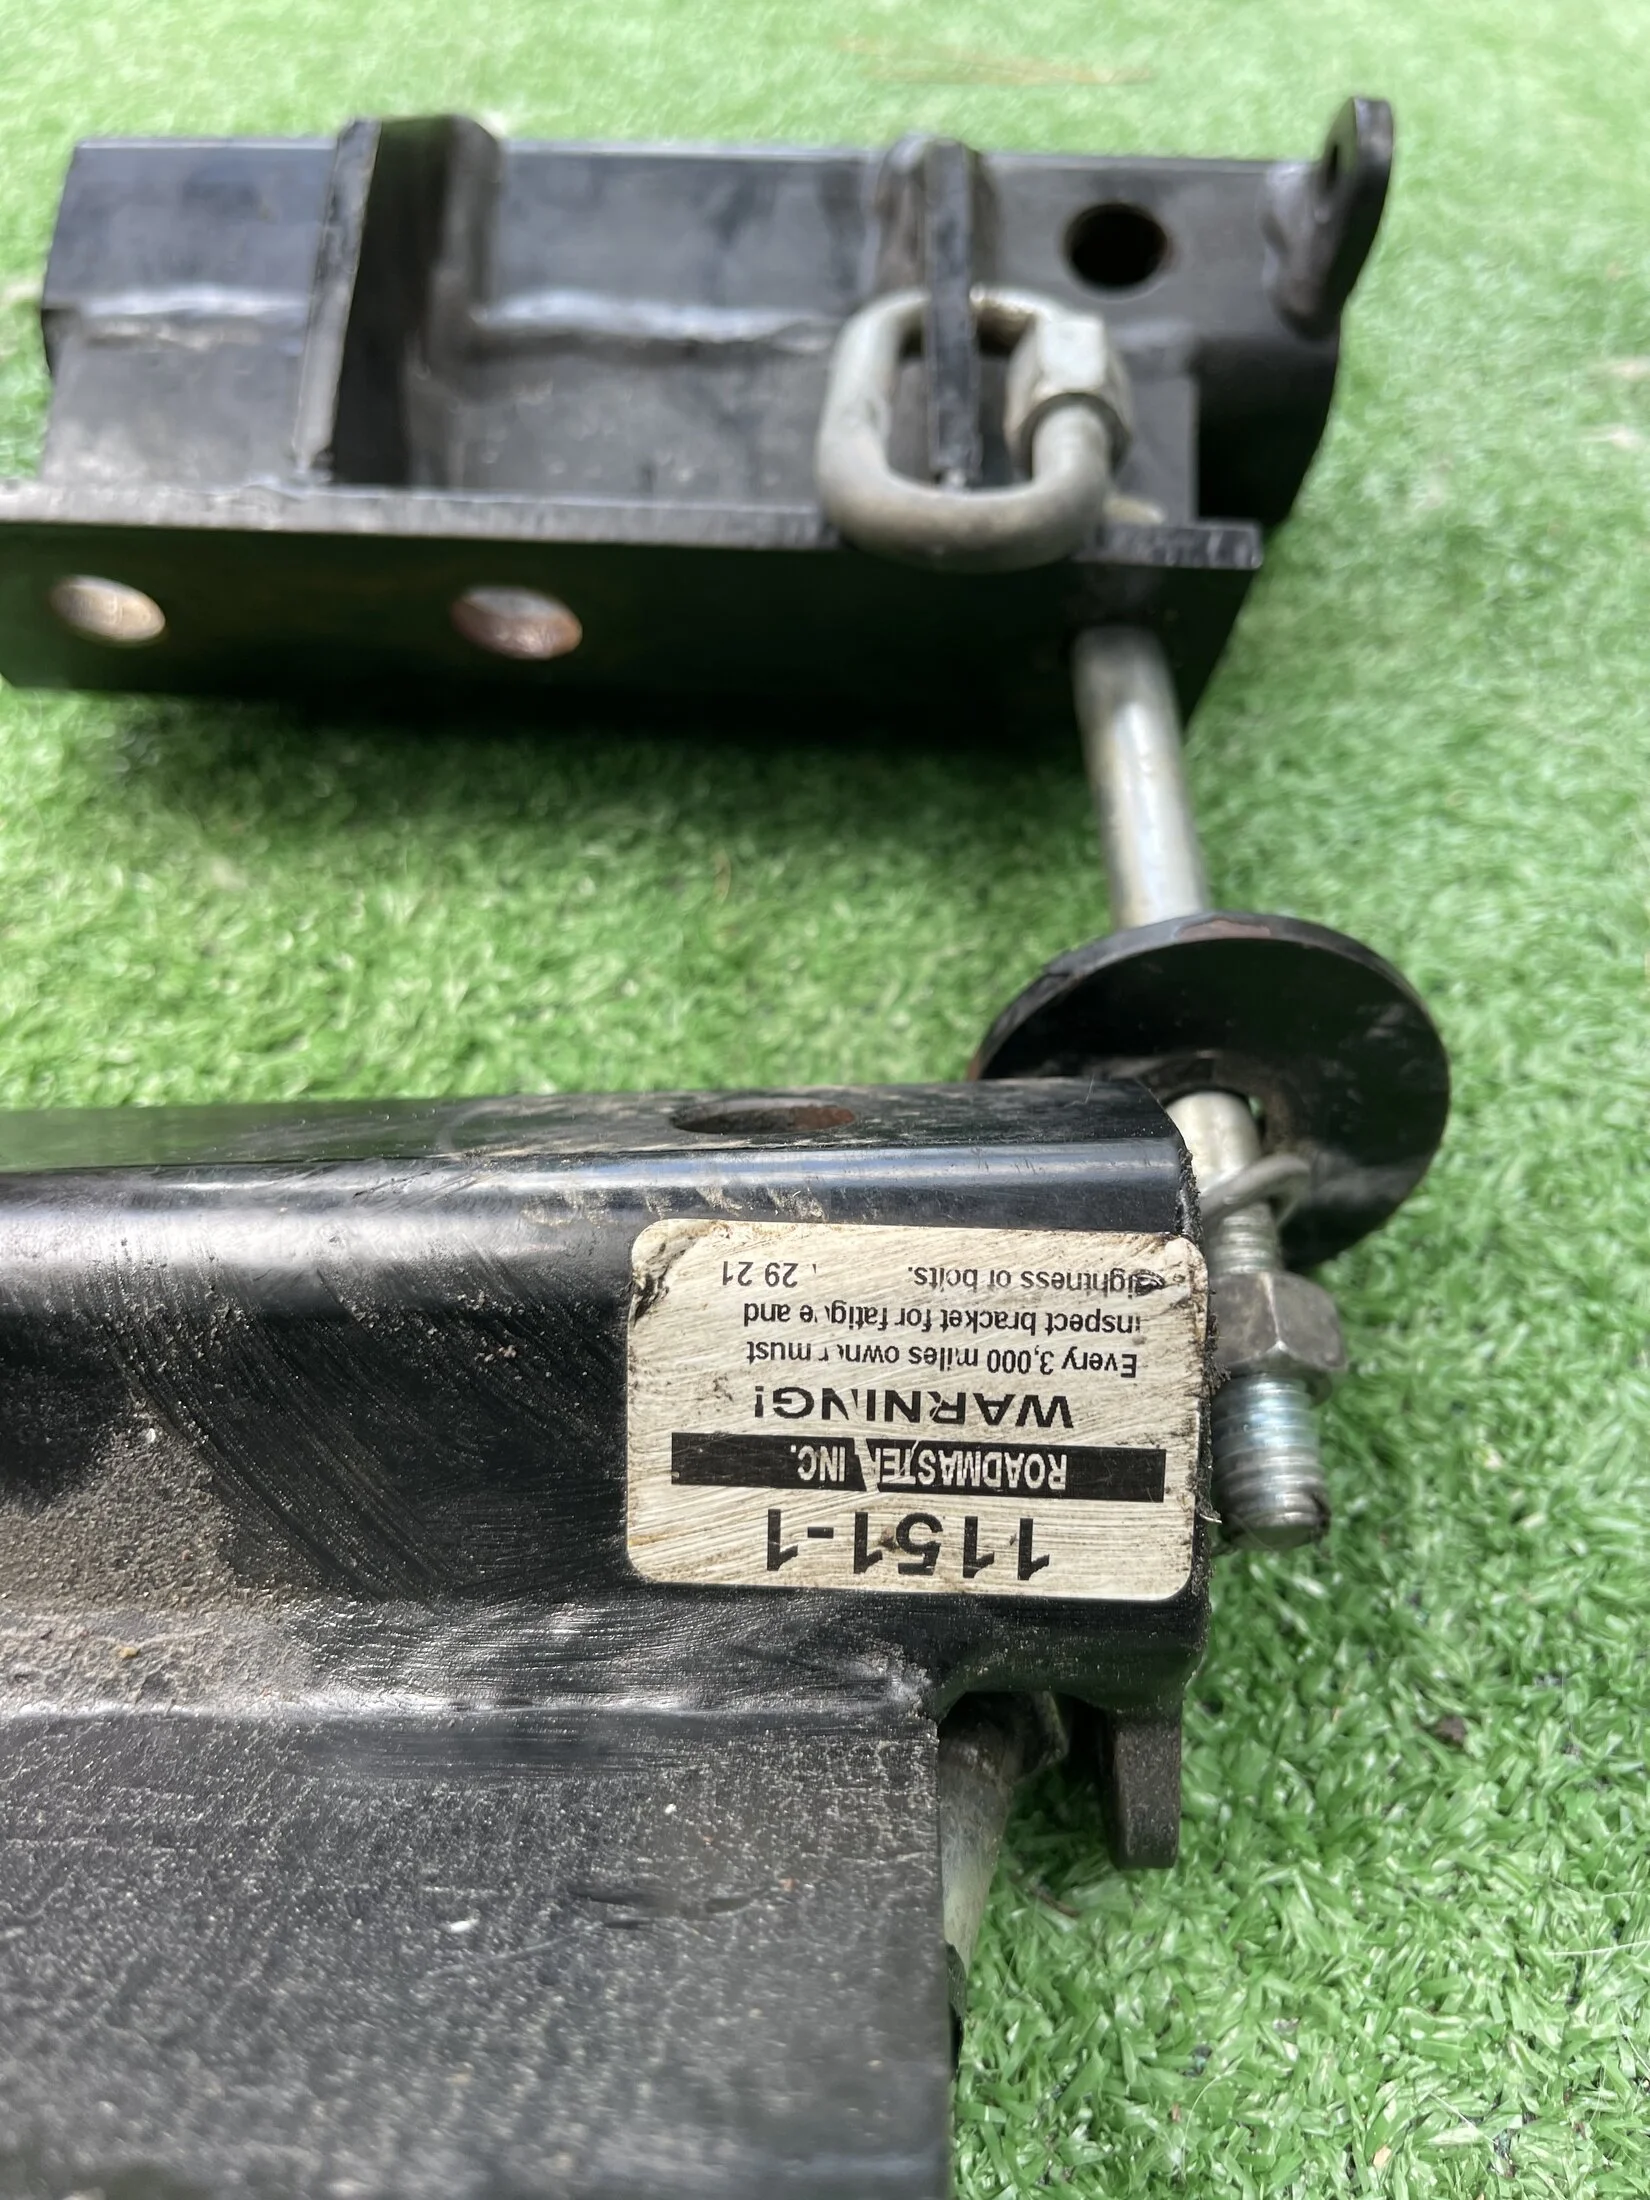 1151-1
ROADMASTER INC.
WARNING!
Every 3,000 miles owner must
inspect bracket for fatigue and
tightness of bolts. 29 21